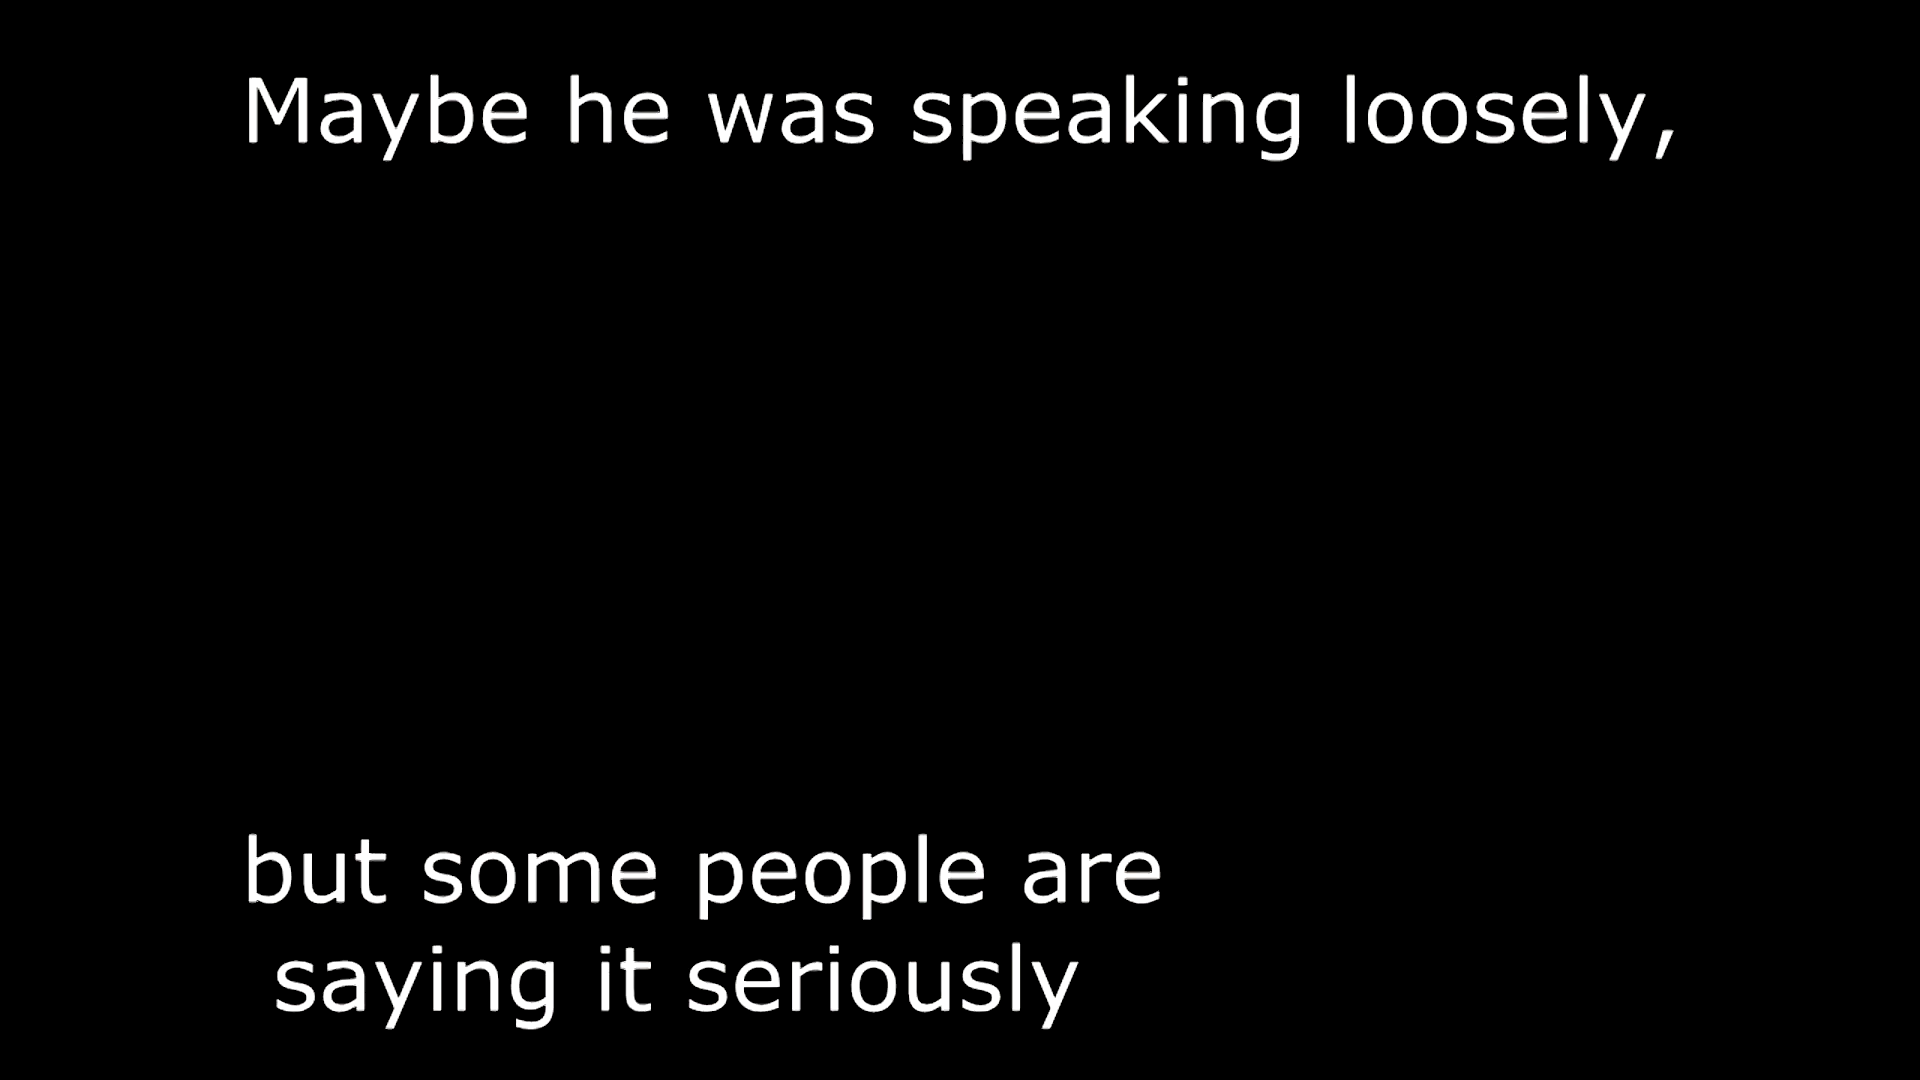 Maybe he was speaking loosely,
but some people are
saying it seriously